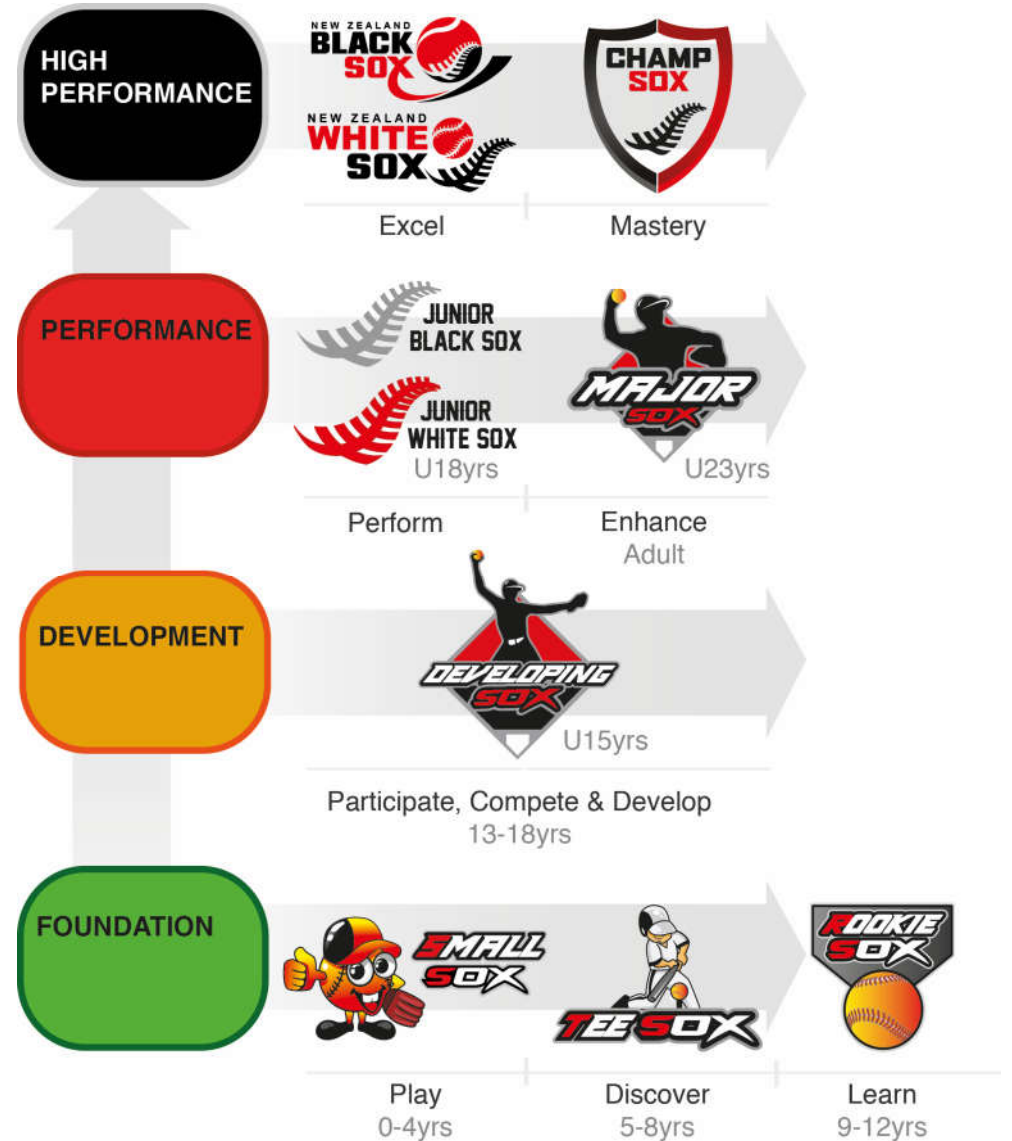 HIGH
PERFORMANCE
NEW ZEALAND
BLACK
SOX
NEW ZEALAND
WHITE
SOX
CHAMP
SOX
Excel
Mastery
PERFORMANCE
JUNIOR
BLACK SOX
JUNIOR
WHITE SOX
U18yrs
MAJOR
SOX
U23yrs
Perform
Enhance
Adult
DEVELOPMENT
DEVELOPING
SOX
U15yrs
Participate, Compete & Develop
13-18yrs
FOUNDATION
SMALL
SOX
TEE SOX
ROOKIE
SOX
Play
0-4yrs
Discover
5-8yrs
Learn
9-12yrs